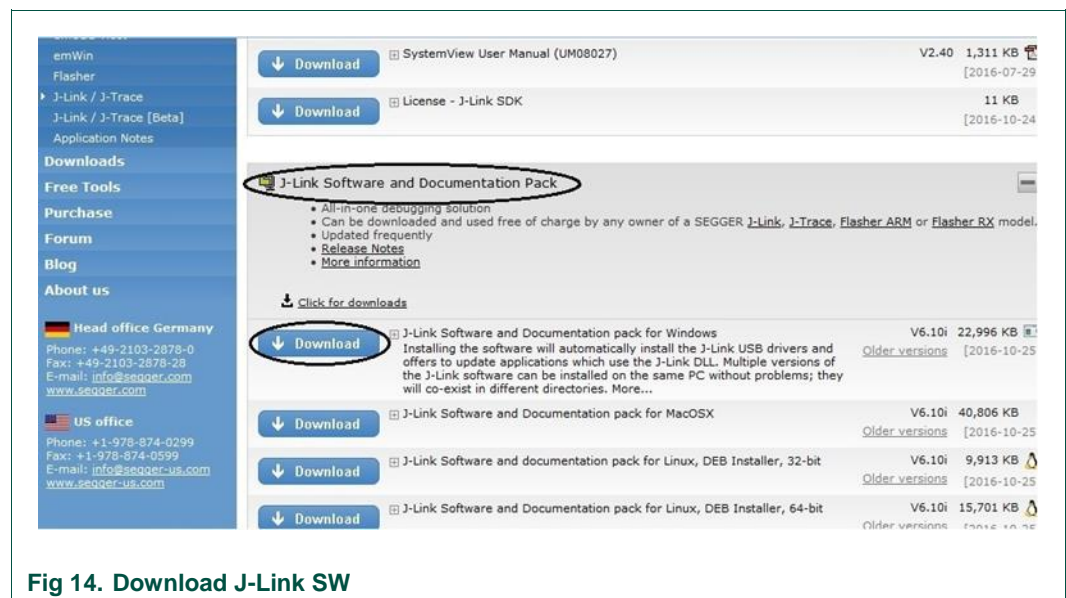 emWin
Flasher
J-Link / J-Trace
J-Link / J-Trace [Beta]
Application Notes
Downloads
Free Tools
Purchase
Forum
Blog
About us
Head office Germany
Phone: +49-2103-2878-0
Fax: +49-2103-2878-28
E-mail: info@segger.com
www.segger.com
US office
Phone: +1-978-874-0299
Fax: +1-978-874-0599
E-mail: info@segger-us.com
www.segger-us.com
Download SystemView User Manual (UM08027) V2.40 1,311 KB
[2016-07-29
Download License - J-Link SDK 11 KB
[2016-10-24
J-Link Software and Documentation Pack
• All-in-one debugging solution
• Can be downloaded and used free of charge by any owner of a SEGGER J-Link, J-Trace, Flasher ARM or Flasher RX model.
• Updated frequently
• Release Notes
• More information
Click for downloads
Download J-Link Software and Documentation pack for Windows V6.10i 22,996 KB
Installing the software will automatically install the J-Link USB drivers and Older versions [2016-10-25
offers to update applications which use the J-Link DLL. Multiple versions of
the J-Link software can be installed on the same PC without problems; they
will co-exist in different directories. More...
Download J-Link Software and Documentation pack for MacOSX V6.10i 40,806 KB
Older versions [2016-10-25
Download J-Link Software and documentation pack for Linux, DEB Installer, 32-bit V6.10i 9,913 KB
Older versions [2016-10-25
Download J-Link Software and Documentation pack for Linux, DEB Installer, 64-bit V6.10i 15,701 KB
Older versions
Fig 14. Download J-Link SW